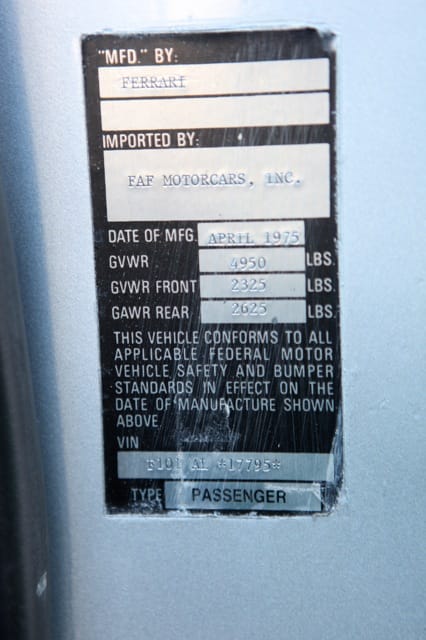 "MFD." BY:
FERRARI
IMPORTED BY:
FAF MOTORCARS, INC.
DATE OF MFG. APRIL 1975
GVWR 4950 LBS.
GVWR FRONT 2325 LBS.
GAWR REAR 2625 LBS.
THIS VEHICLE CONFORMS TO ALL
APPLICABLE FEDERAL MOTOR
VEHICLE SAFETY AND BUMPER
STANDARDS IN EFFECT ON THE
DATE OF MANUFACTURE SHOWN
ABOVE.
VIN
F101 AL *17795*
TYPE PASSENGER